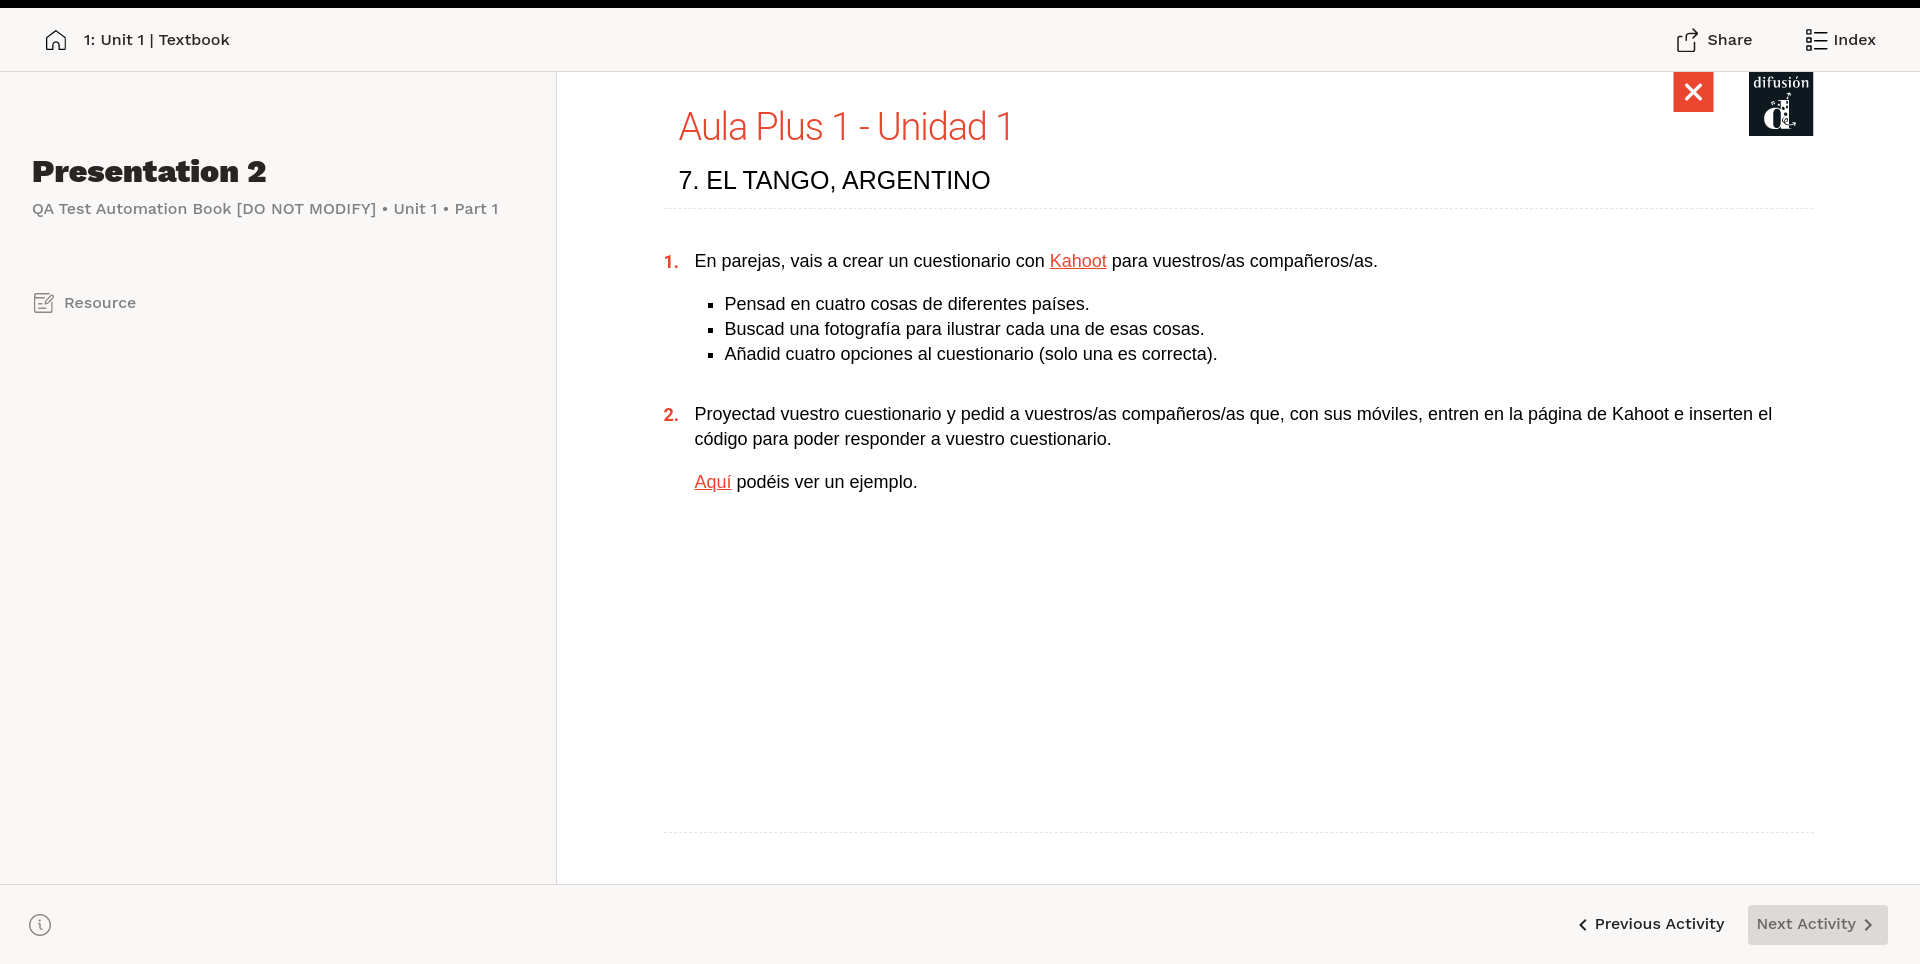 1: Unit 1 | Textbook
Share
Index
Presentation 2
QA Test Automation Book [DO NOT MODIFY] • Unit 1 • Part 1
Resource
difusión
d
Aula Plus 1 - Unidad 1
7. EL TANGO, ARGENTINO
1. En parejas, vais a crear un cuestionario con Kahoot para vuestros/as compañeros/as.
▪ Pensad en cuatro cosas de diferentes países.
▪ Buscad una fotografía para ilustrar cada una de esas cosas.
▪ Añadid cuatro opciones al cuestionario (solo una es correcta).
2. Proyectad vuestro cuestionario y pedid a vuestros/as compañeros/as que, con sus móviles, entren en la página de Kahoot e inserten el
código para poder responder a vuestro cuestionario.
Aquí podéis ver un ejemplo.
Previous Activity
Next Activity